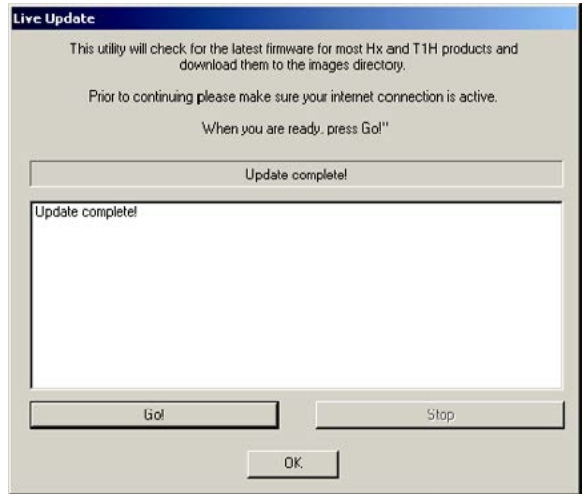 Live Update
This utility will check for the latest firmware for most Hx and T1H products and
download them to the images directory.
Prior to continuing please make sure your internet connection is active.
When you are ready, press Go!"
Update complete!
Update complete!
Go!
Stop
OK